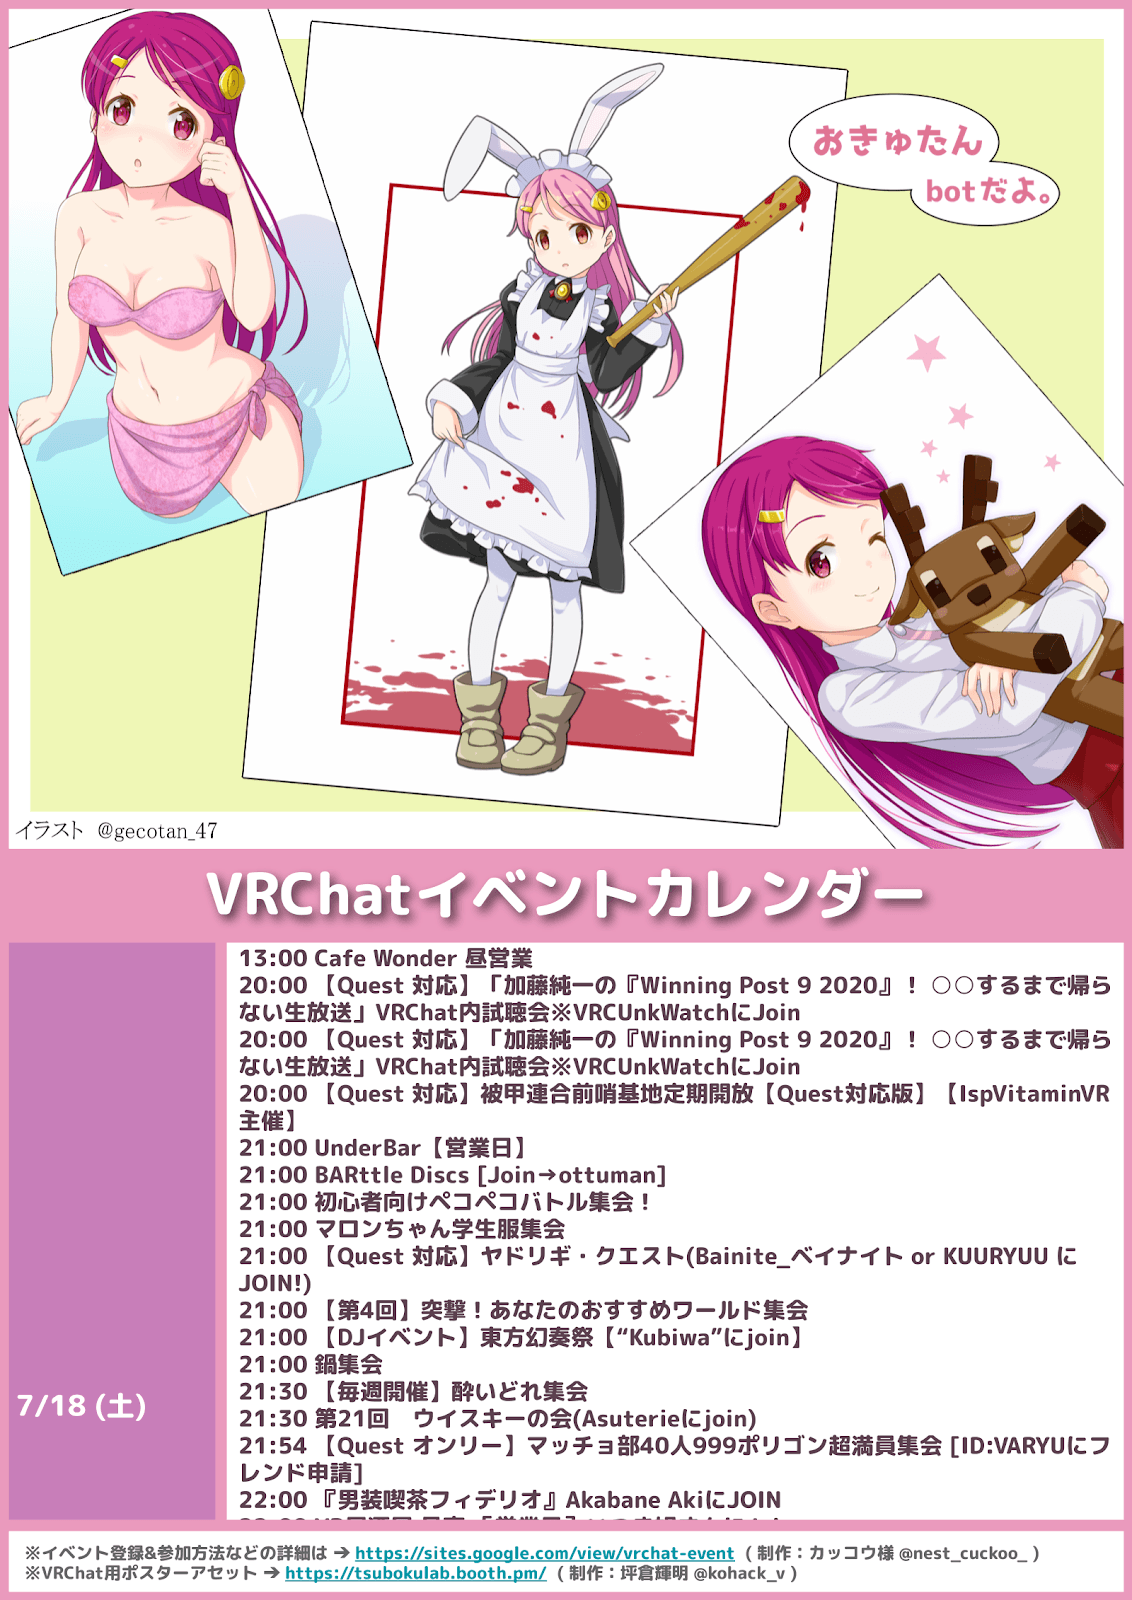 おきゅたん
botだよ。
イラスト @gecotan_47
VRChatイベントカレンダー
7/18 (土)
13:00 Cafe Wonder 昼営業
20:00 【Quest 対応】「加藤純一の『Winning Post 9 2020』！ ○○するまで帰ら
ない生放送」VRChat内試聴会※VRCUnkWatchにJoin
20:00 【Quest 対応】「加藤純一の『Winning Post 9 2020』！ ○○するまで帰ら
ない生放送」VRChat内試聴会※VRCUnkWatchにJoin
20:00 【Quest 対応】被甲連合前哨基地定期開放【Quest対応版】【IspVitaminVR
主催】
21:00 UnderBar【営業日】
21:00 BARttle Discs [Join→ottuman]
21:00 初心者向けペコペコバトル集会！
21:00 マロンちゃん学生服集会
21:00 【Quest 対応】ヤドリギ・クエスト(Bainite_ベイナイト or KUURYUU に
JOIN!)
21:00 【第4回】突撃！あなたのおすすめワールド集会
21:00 【DJイベント】東方幻奏祭【“Kubiwa”にjoin】
21:00 鍋集会
21:30 【毎週開催】酔いどれ集会
21:30 第21回　ウイスキーの会(Asuterieにjoin)
21:54 【Quest オンリー】マッチョ部40人999ポリゴン超満員集会 [ID:VARYUにフ
レンド申請]
22:00 『男装喫茶フィデリオ』Akabane AkiにJOIN
※イベント登録&参加方法などの詳細は → https://sites.google.com/view/vrchat-event ( 制作：カッコウ様 @nest_cuckoo_ )
※VRChat用ポスターアセット → https://tsubokulab.booth.pm/ ( 制作：坪倉輝明 @kohack_v )